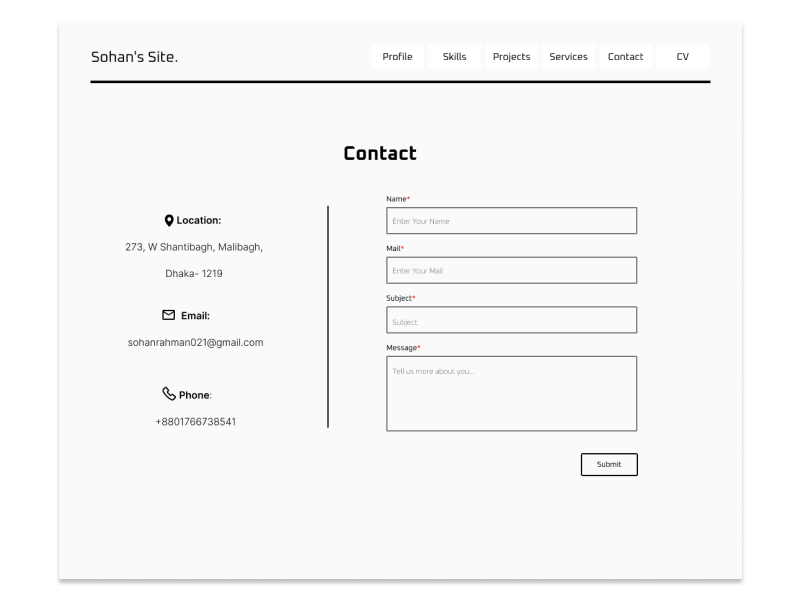 Sohan's Site.
Profile
Skills
Projects
Services
Contact
CV
Contact
Location:
273, W Shantibagh, Malibagh,
Dhaka- 1219
Email:
sohanrahman021@gmail.com
Phone:
+8801766738541
Name*
Enter Your Name
Mail*
Enter Your Mail
Subject*
Subject
Message*
Tell us more about you...
Submit